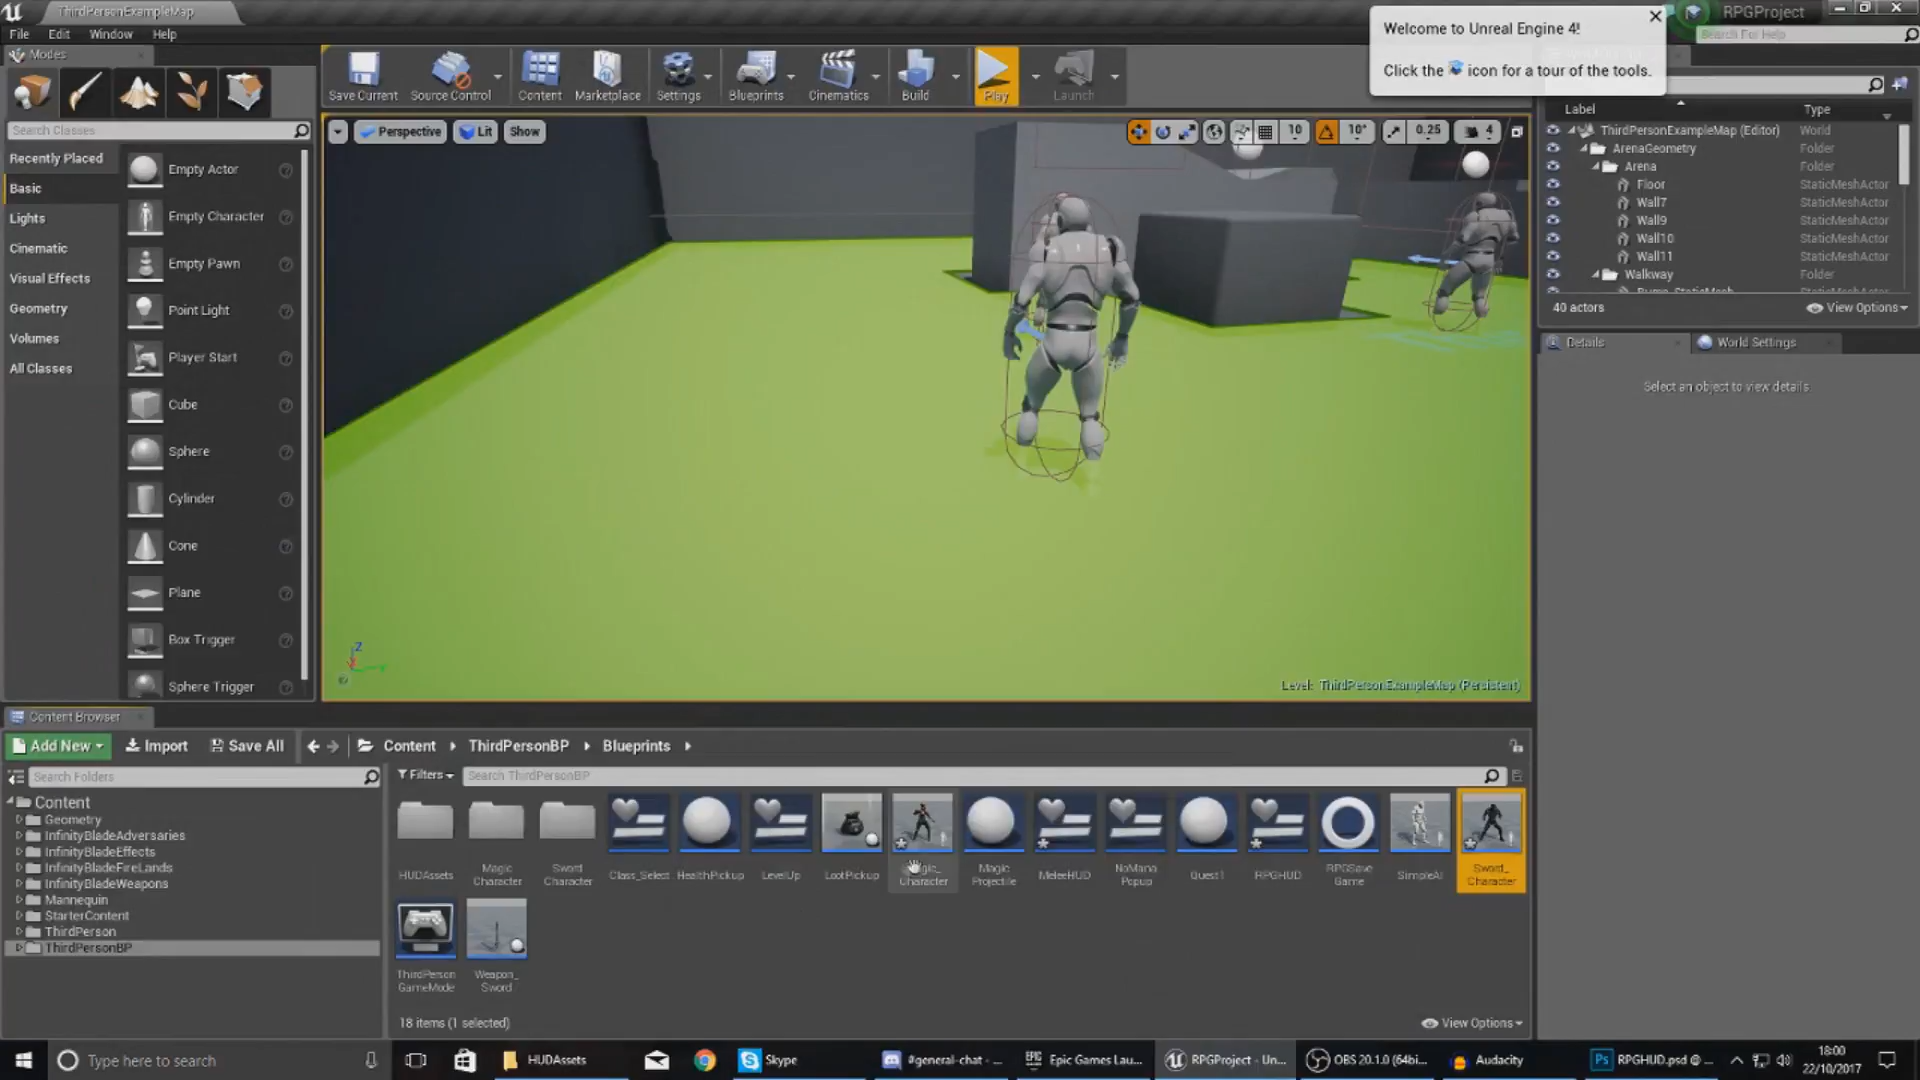 ThirdPersonExampleMap
RPGProject
File Edit Window Help
Search For Help
Welcome to Unreal Engine 4!
Click the icon for a tour of the tools.
Modes
Save Current
Source Control
Content
Marketplace
Settings
Blueprints
Cinematics
Build
Play
Launch
Search Classes
Recently Placed
Basic
Lights
Cinematic
Visual Effects
Geometry
Volumes
All Classes
Empty Actor
Empty Character
Empty Pawn
Point Light
Player Start
Cube
Sphere
Cylinder
Cone
Plane
Box Trigger
Sphere Trigger
Perspective Lit Show
10 10° 0.25 4
Level: ThirdPersonExampleMap (Persistent)
Label Type
ThirdPersonExampleMap (Editor) World
ArenaGeometry Folder
Arena Folder
Floor StaticMeshActor
Wall7 StaticMeshActor
Wall9 StaticMeshActor
Wall10 StaticMeshActor
Wall11 StaticMeshActor
Walkway Folder
40 actors View Options
Details World Settings
Select an object to view details
Content Browser
Add New Import Save All Content ThirdPersonBP Blueprints
Search Folders
Filters Search ThirdPersonBP
Content
Geometry
InfinityBladeAdversaries
InfinityBladeEffects
InfinityBladeFireLands
InfinityBladeWeapons
Mannequin
StarterContent
ThirdPerson
ThirdPersonBP
HUDAssets
Magic Character
Sword Character
Class_Select
HealthPickup
LevelUp
LootPickup
Magic_ Character
Magic Projectile
MeleeHUD
NoMana Popup
Quest1
RPGHUD
RPGSave Game
SimpleAI
Sword_ Character
ThirdPerson GameMode
Weapon_ Sword
18 items (1 selected)
View Options
Type here to search
HUDAssets
Skype
#general-chat - ...
Epic Games Lau...
RPGProject - Un...
OBS 20.1.0 (64bi...
Audacity
RPGHUD.psd @ ...
18:00
22/10/2017